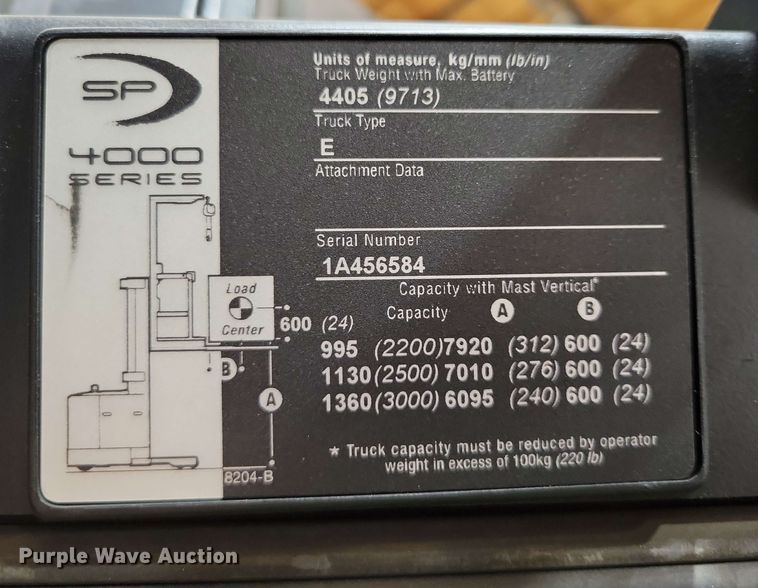 SP
4000
SERIES
Units of measure, kg/mm (lb/in)
Truck Weight with Max. Battery
4405 (9713)
Truck Type
E
Attachment Data
Serial Number
1A456584
Capacity with Mast Vertical*
Capacity A B
995 (2200) 7920 (312) 600 (24)
1130 (2500) 7010 (276) 600 (24)
1360 (3000) 6095 (240) 600 (24)
* Truck capacity must be reduced by operator
weight in excess of 100kg (220 lb)
Load
Center
600 (24)
B
A
8204-B
Purple Wave Auction